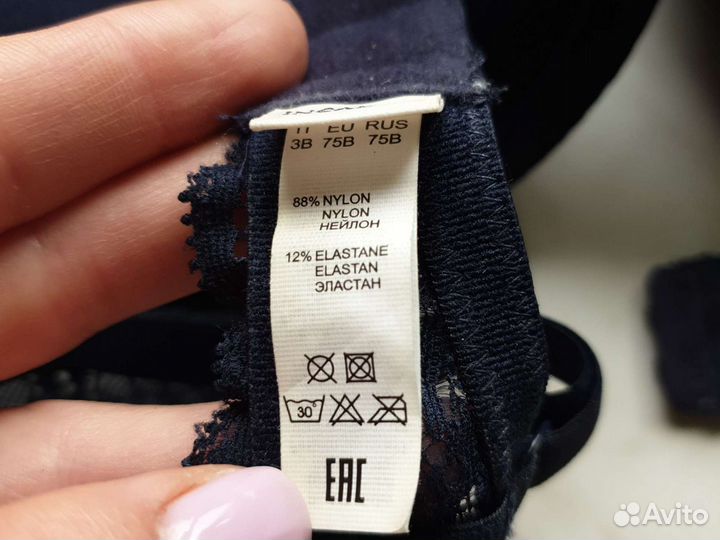 IT EU RUS
3B 75B 75B
88% NYLON
NYLON
НЕЙЛОН
12% ELASTANE
ELASTAN
ЭЛАСТАН
30°
EAC
Avito